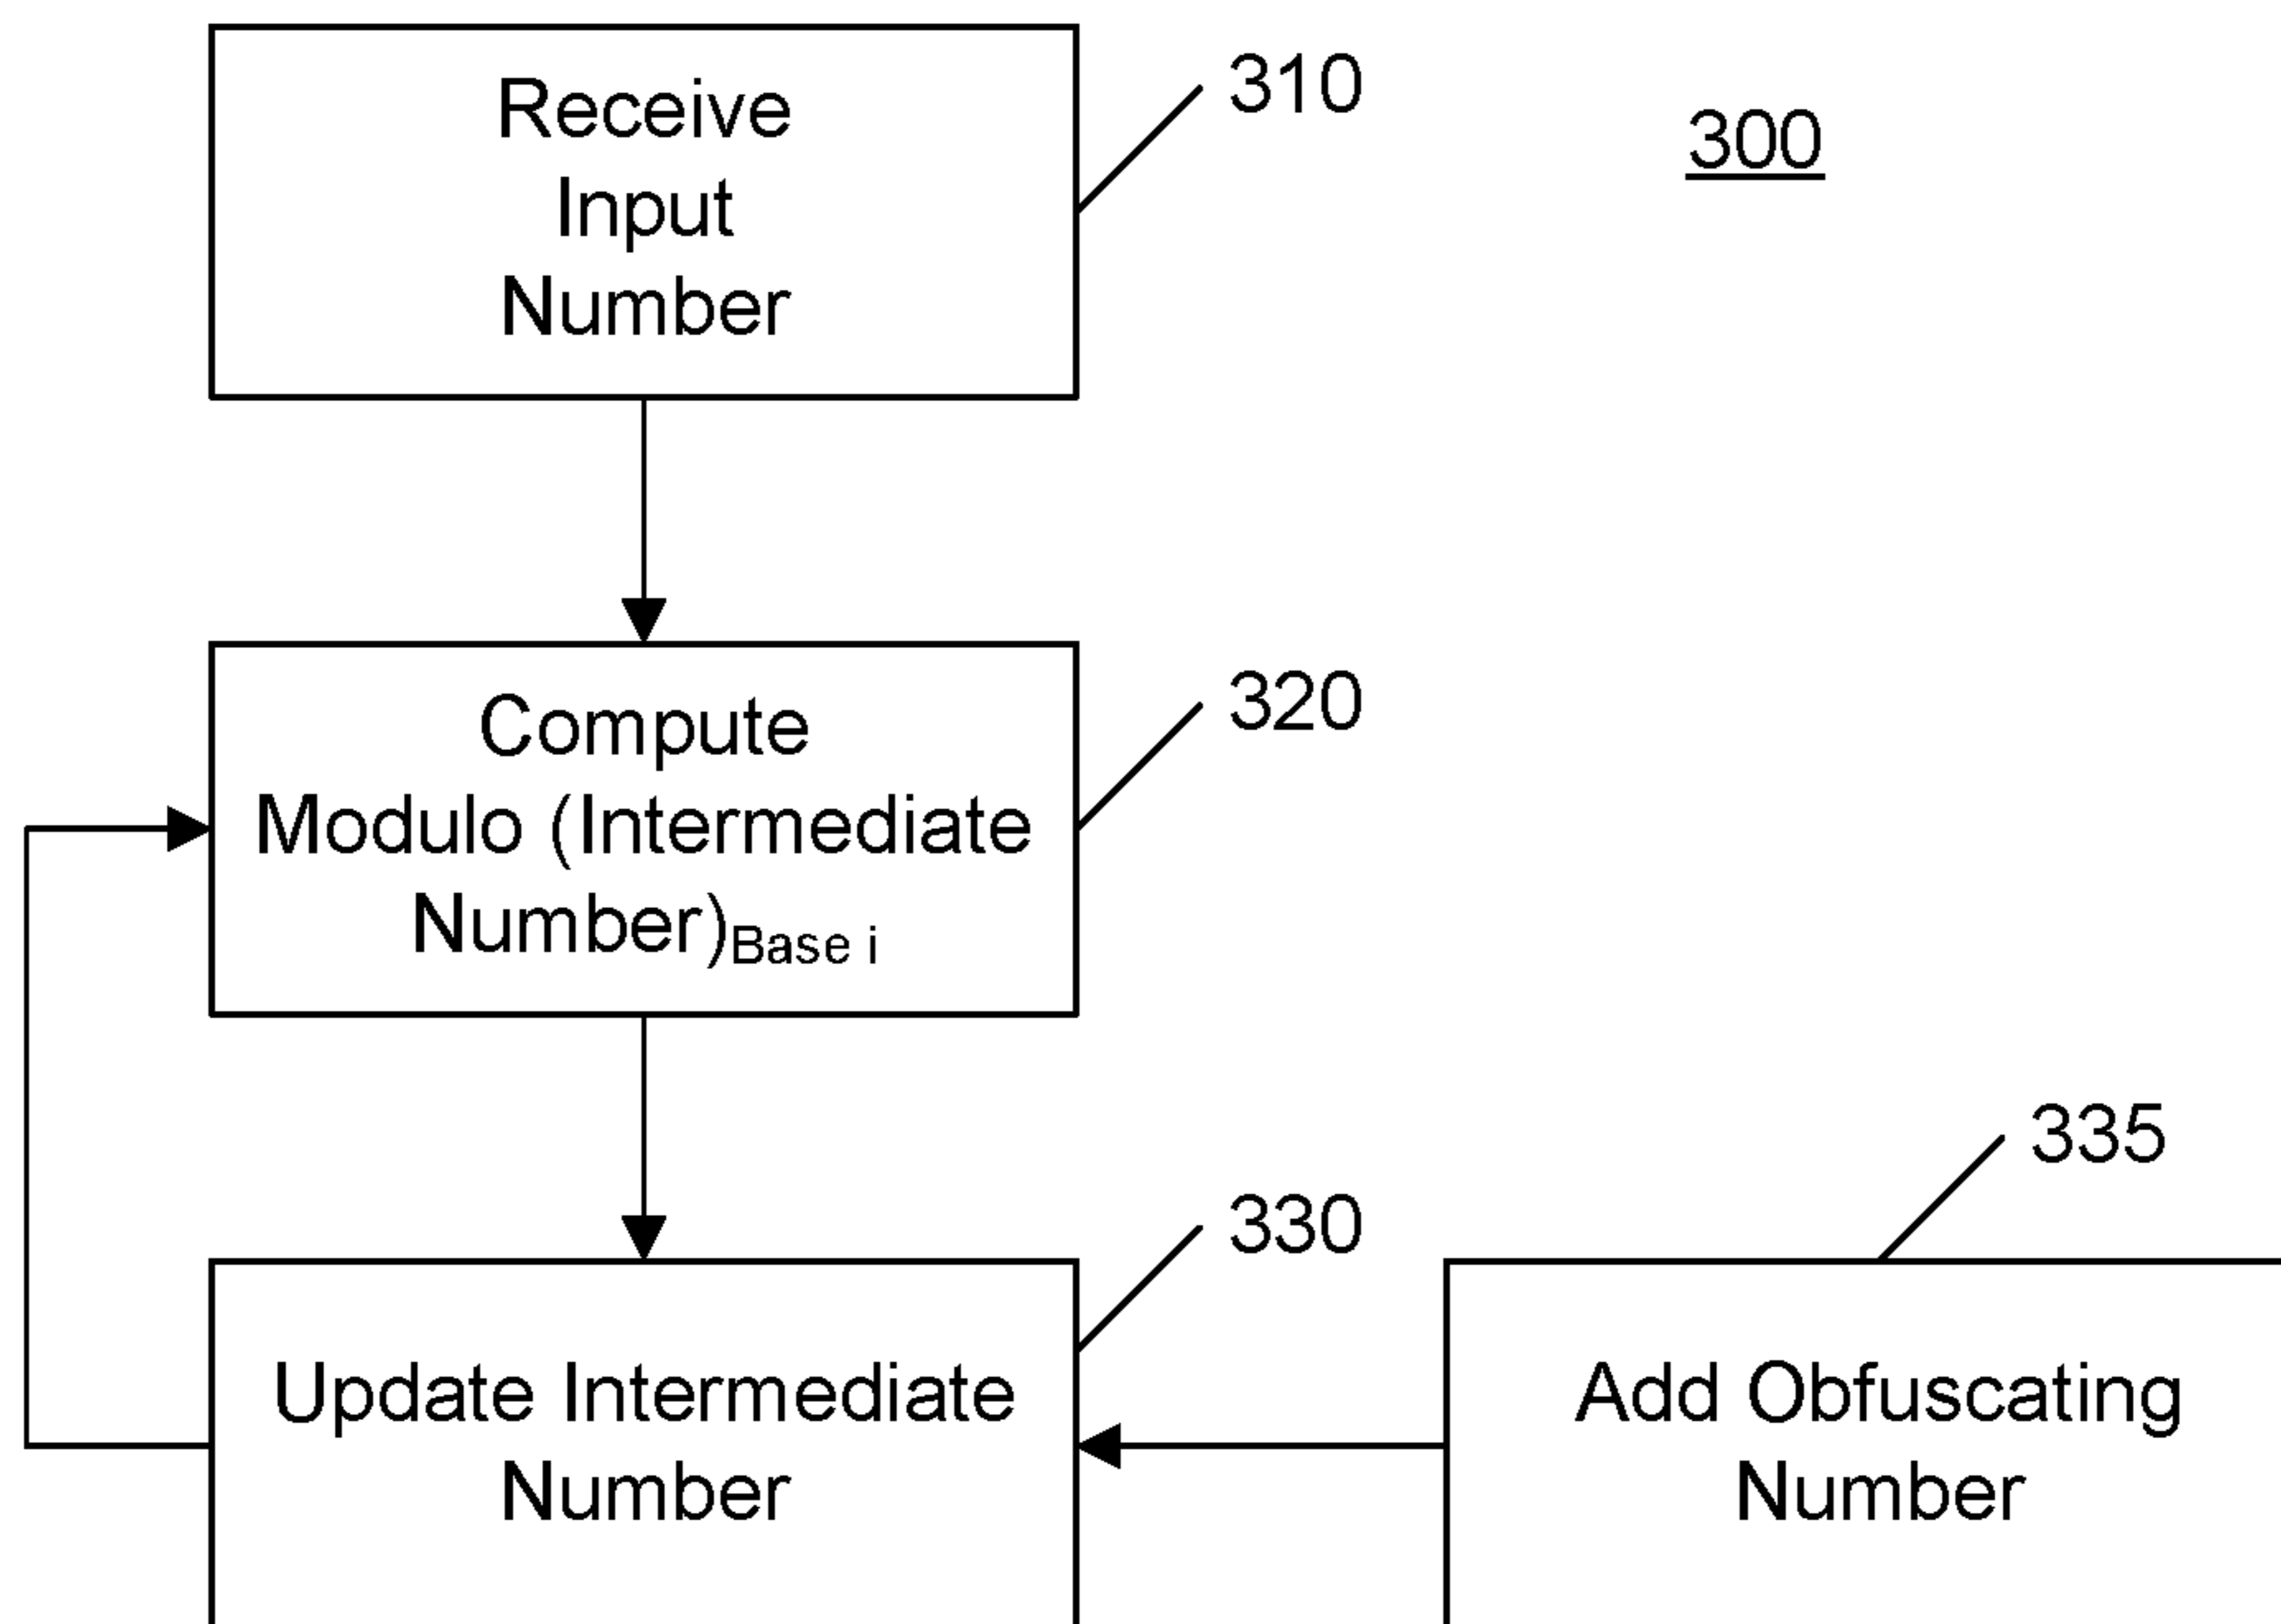 Receive
Input
Number
310
300
Compute
Modulo (Intermediate
Number)Base i
320
335
330
Update Intermediate
Number
Add Obfuscating
Number